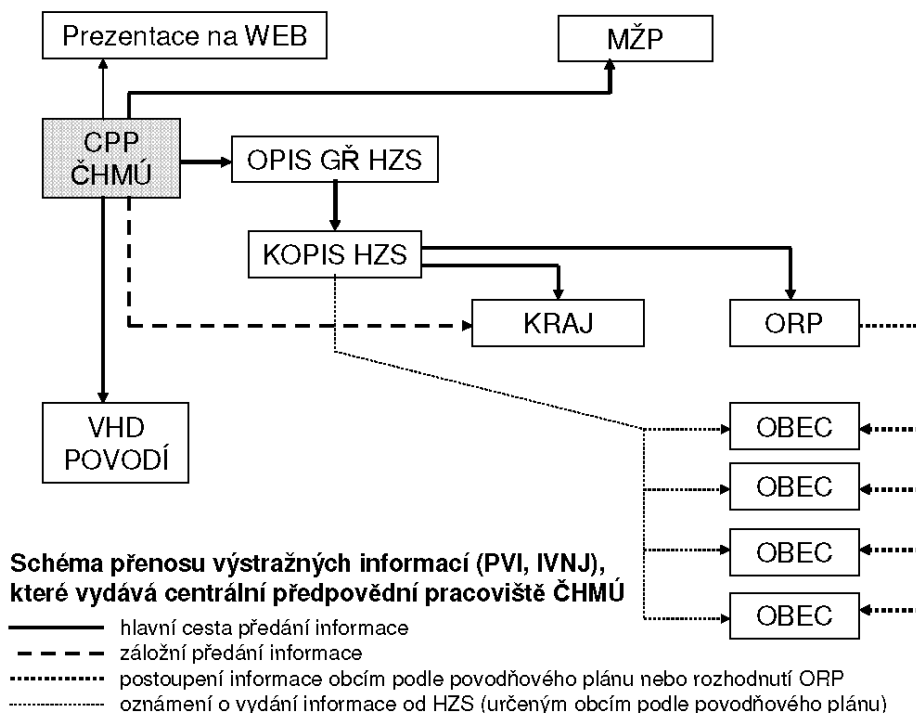 Prezentace na WEB
MŽP
CPP
ČHMÚ
OPIS GŘ HZS
KOPIS HZS
KRAJ
ORP
VHD
POVODÍ
OBEC
OBEC
OBEC
OBEC
Schéma přenosu výstražných informací (PVI, IVNJ),
které vydává centrální předpovědní pracoviště ČHMÚ
hlavní cesta předání informace
záložní předání informace
postoupení informace obcím podle povodňového plánu nebo rozhodnutí ORP
oznámení o vydání informace od HZS (určeným obcím podle povodňového plánu)